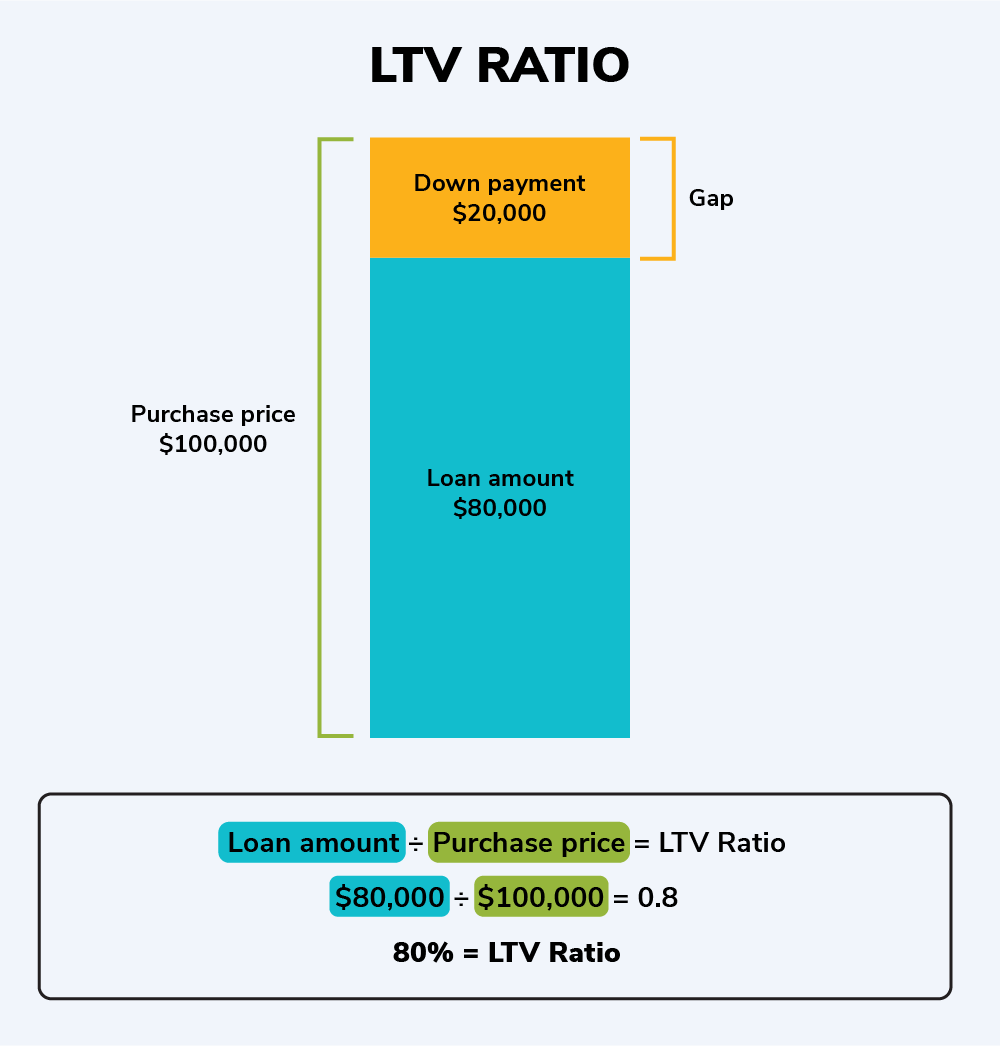 LTV RATIO
Down payment
$20,000
Gap
Purchase price
$100,000
Loan amount
$80,000
Loan amount ÷ Purchase price = LTV Ratio
$80,000 ÷ $100,000 = 0.8
80% = LTV Ratio